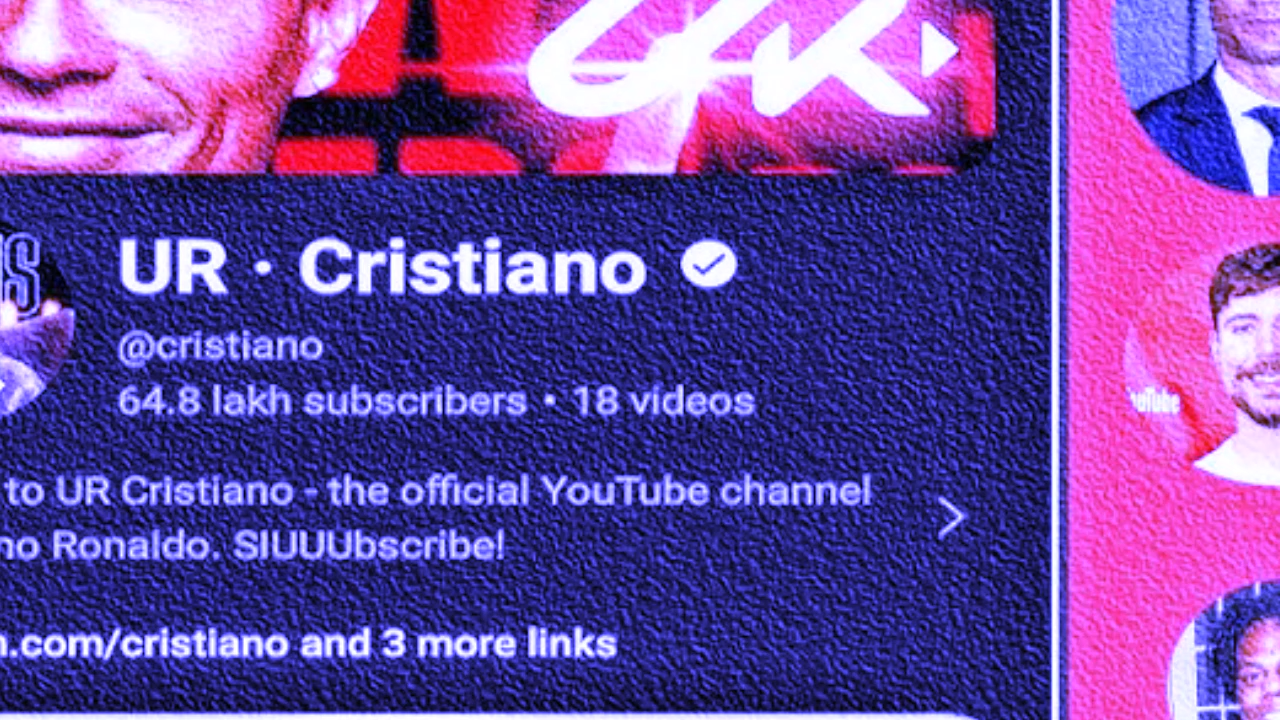 UR
UR · Cristiano
@cristiano
64.8 lakh subscribers • 18 videos
to UR Cristiano - the official YouTube channel
no Ronaldo. SIUUUbscribe!
.com/cristiano and 3 more links